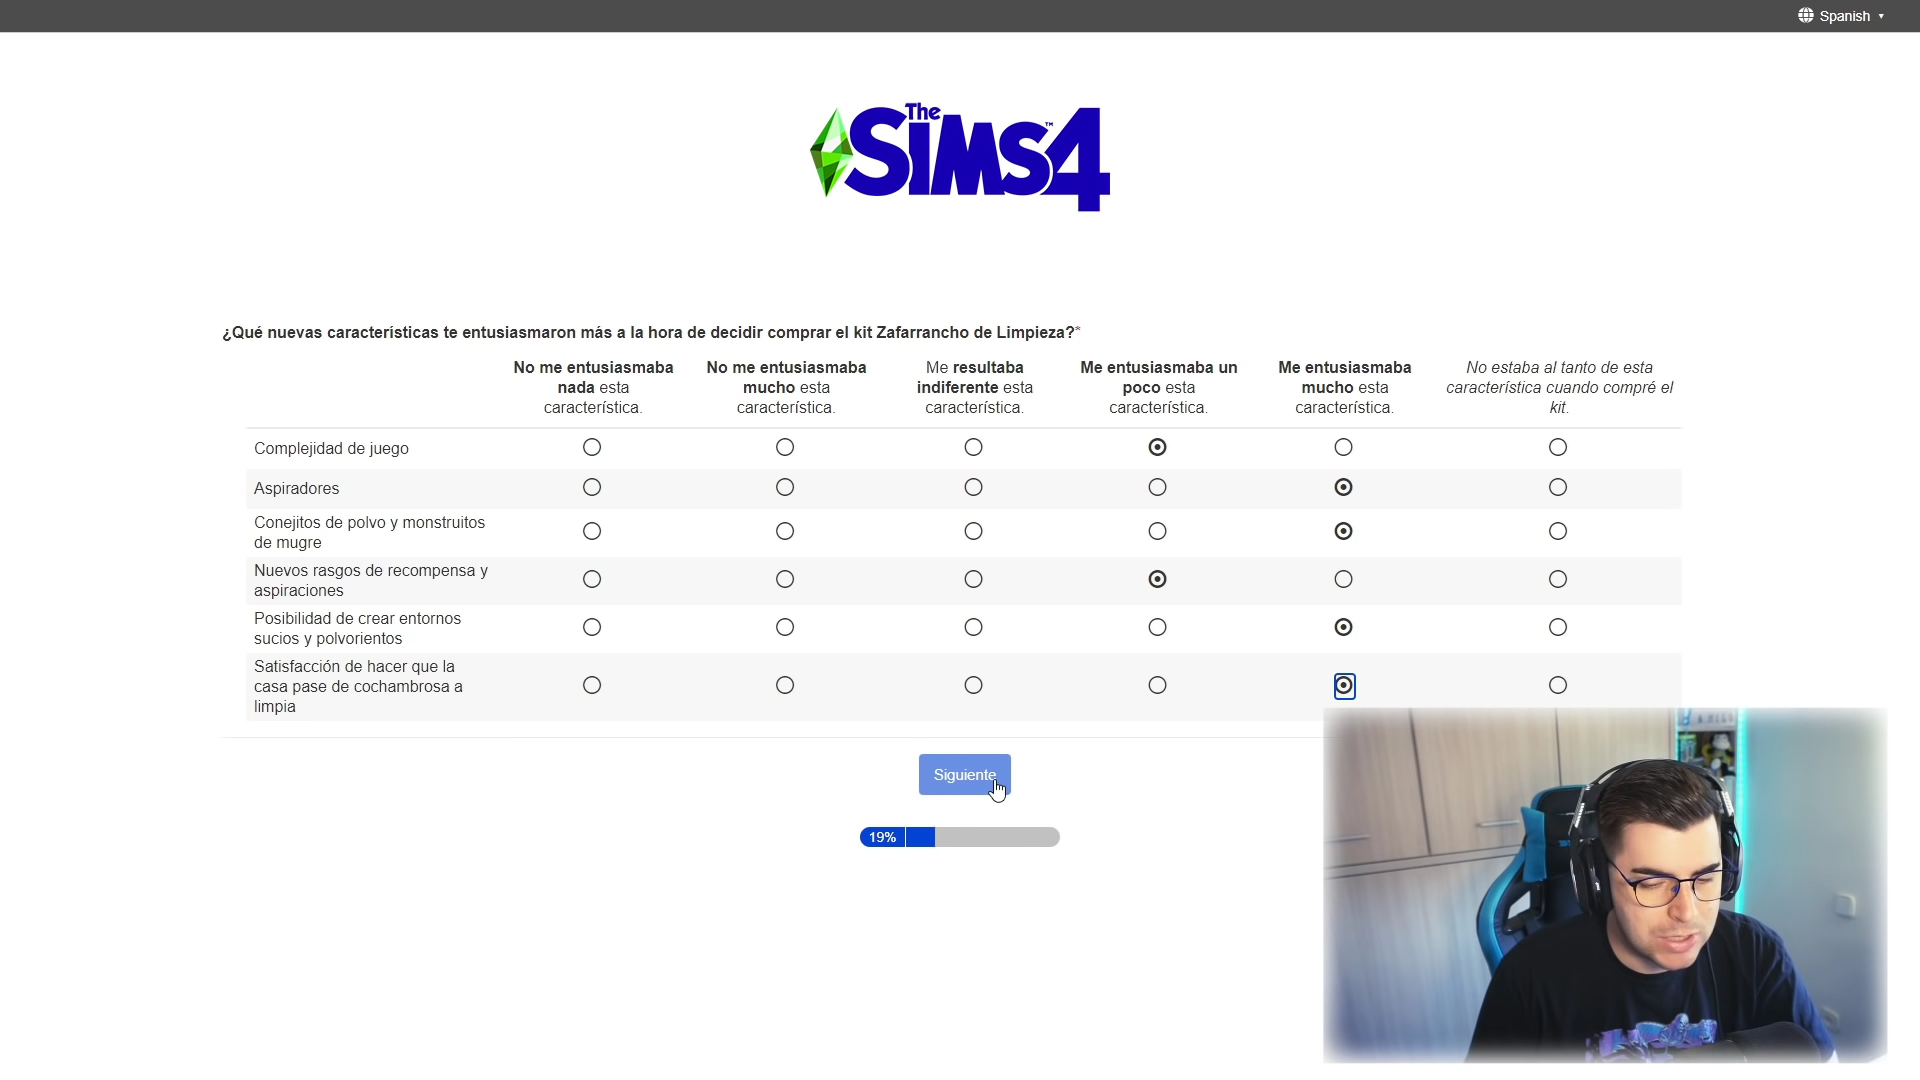 Spanish
The
SIMS4
TM
¿Qué nuevas características te entusiasmaron más a la hora de decidir comprar el kit Zafarrancho de Limpieza?*
No me entusiasmaba
nada esta
característica.
No me entusiasmaba
mucho esta
característica.
Me resultaba
indiferente esta
característica.
Me entusiasmaba un
poco esta
característica.
Me entusiasmaba
mucho esta
característica.
No estaba al tanto de esta
característica cuando compré el
kit.
Complejidad de juego
Aspiradores
Conejitos de polvo y monstruitos
de mugre
Nuevos rasgos de recompensa y
aspiraciones
Posibilidad de crear entornos
sucios y polvorientos
Satisfacción de hacer que la
casa pase de cochambrosa a
limpia
Siguiente
19%